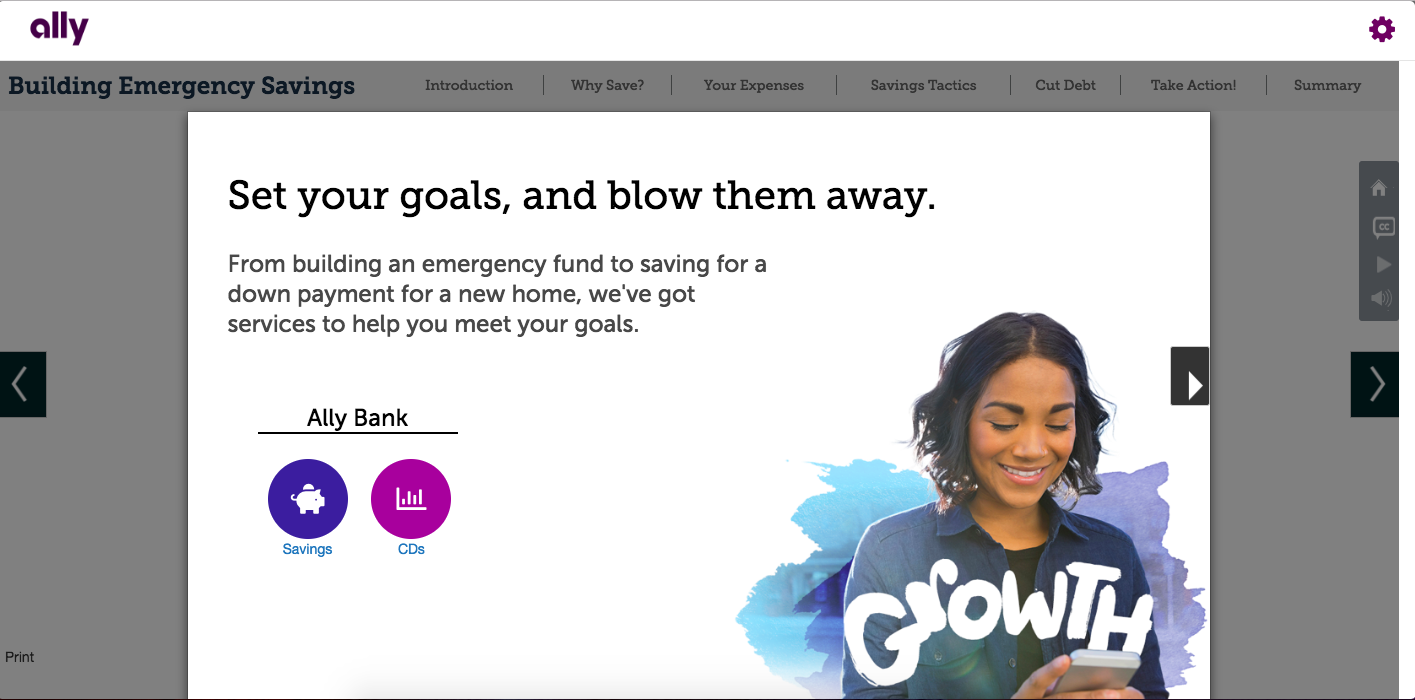 ally
Building Emergency Savings
Introduction
Why Save?
Your Expenses
Savings Tactics
Cut Debt
Take Action!
Summary
Set your goals, and blow them away.
From building an emergency fund to saving for a
down payment for a new home, we've got
services to help you meet your goals.
CC
Ally Bank
Savings
CDs
GROWTH
Print